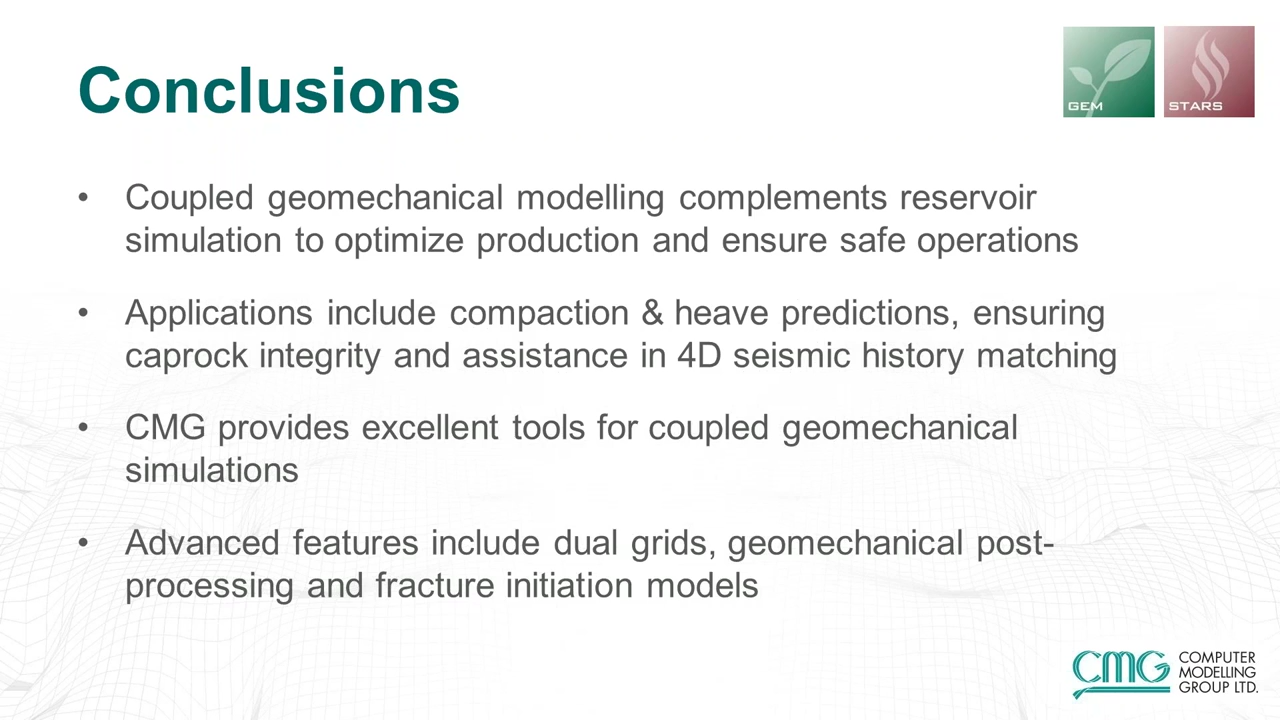 Conclusions
GEM
STARS
• Coupled geomechanical modelling complements reservoir
simulation to optimize production and ensure safe operations
• Applications include compaction & heave predictions, ensuring
caprock integrity and assistance in 4D seismic history matching
• CMG provides excellent tools for coupled geomechanical
simulations
• Advanced features include dual grids, geomechanical post-
processing and fracture initiation models
CMG
COMPUTER
MODELLING
GROUP LTD.